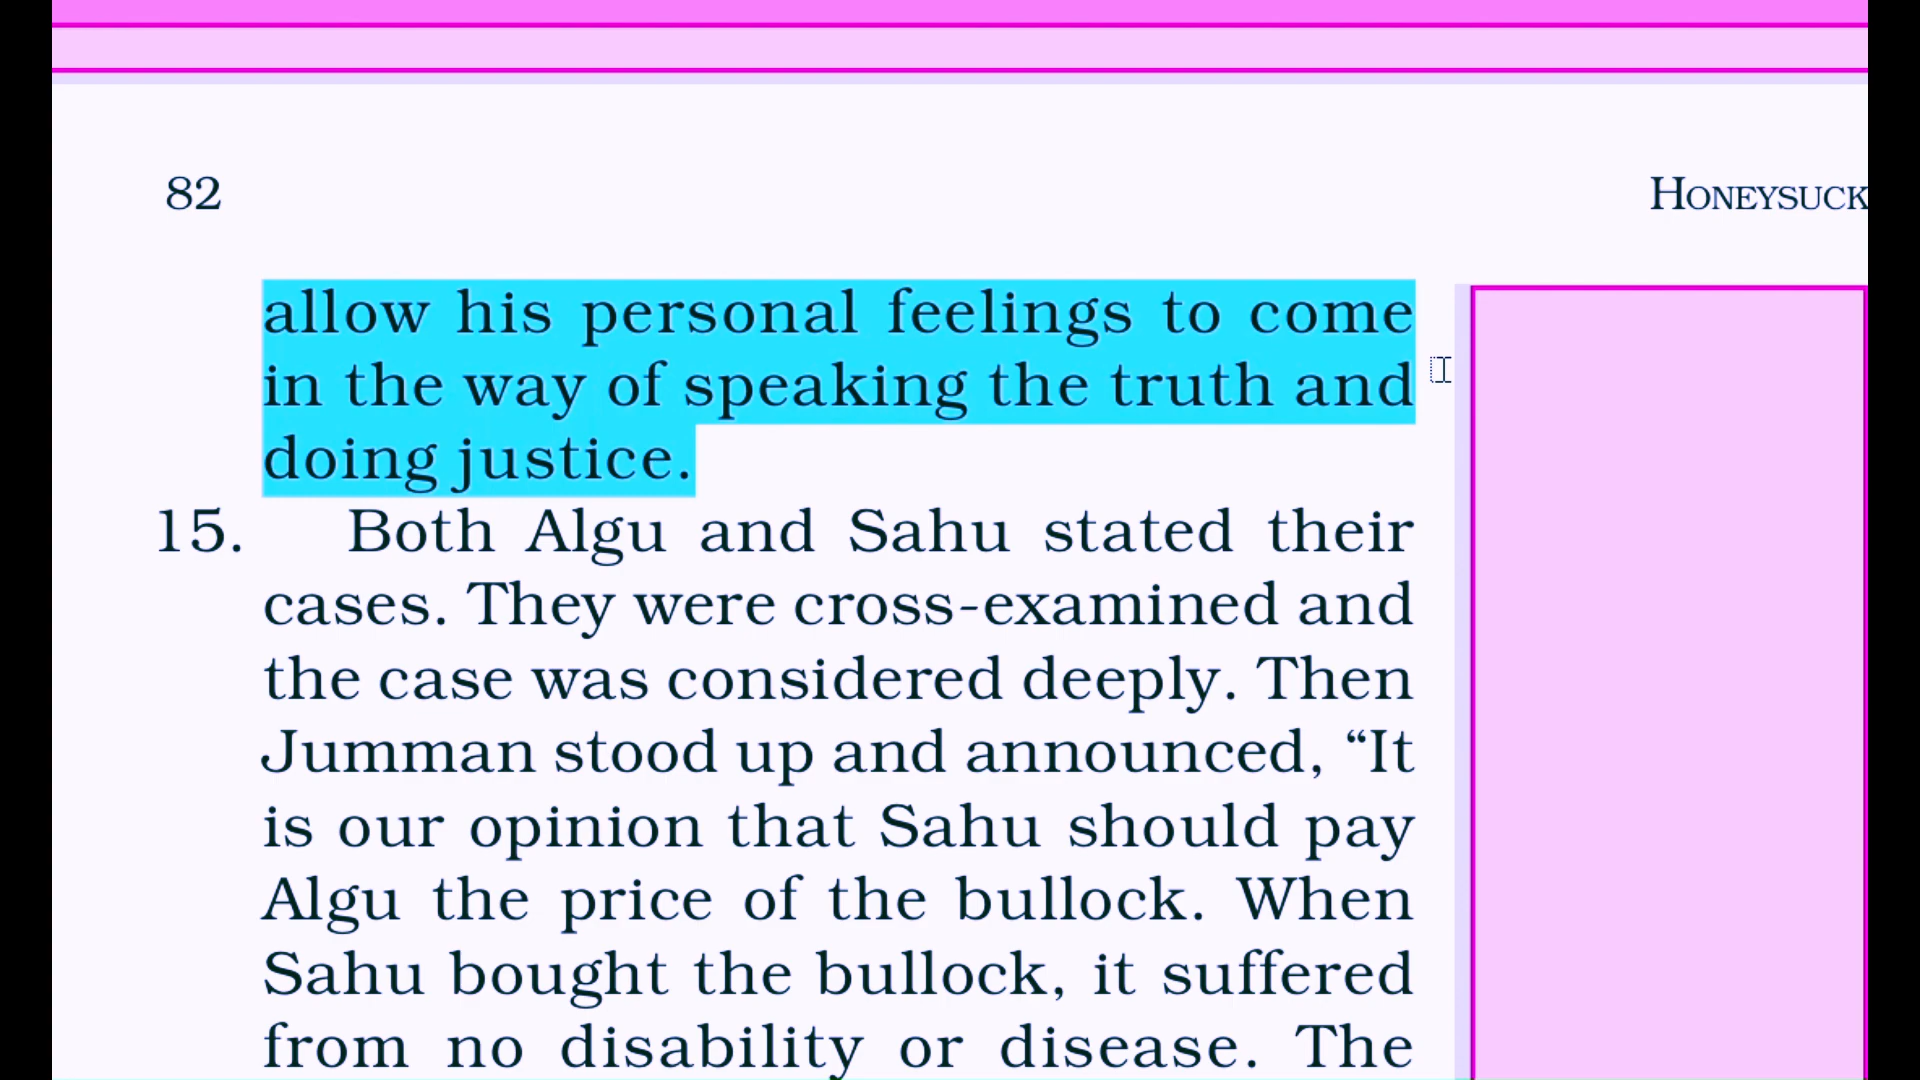 82
HONEYSUCK
allow his personal feelings to come
in the way of speaking the truth and
doing justice.
15. Both Algu and Sahu stated their
cases. They were cross-examined and
the case was considered deeply. Then
Jumman stood up and announced, “It
is our opinion that Sahu should pay
Algu the price of the bullock. When
Sahu bought the bullock, it suffered
from no disability or disease. The